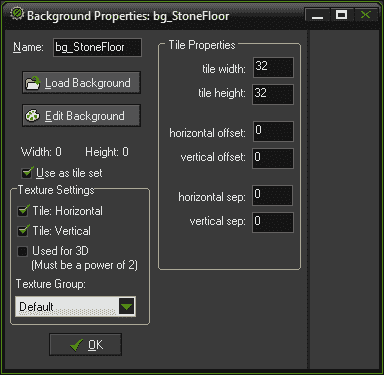 Background Properties: bg_StoneFloor
Name: bg_StoneFloor
Load Background
Edit Background
Width: 0 Height: 0
Use as tile set
Texture Settings
Tile: Horizontal
Tile: Vertical
Used for 3D
(Must be a power of 2)
Texture Group:
Default
OK
Tile Properties
tile width: 32
tile height: 32
horizontal offset: 0
vertical offset: 0
horizontal sep: 0
vertical sep: 0